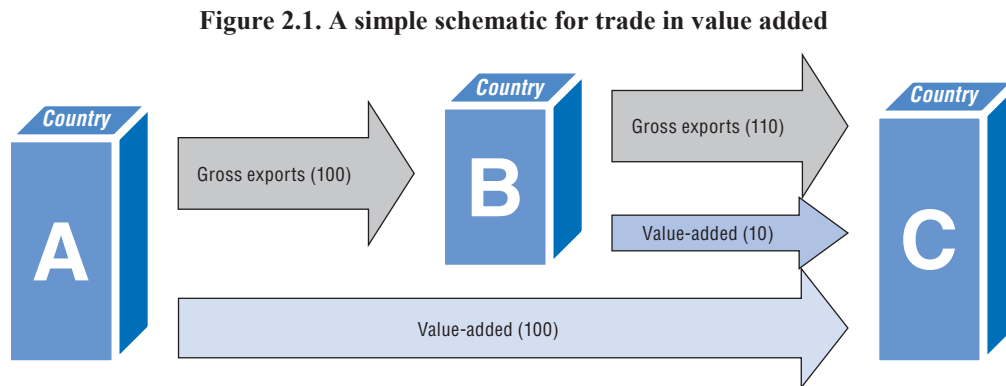 Figure 2.1. A simple schematic for trade in value added
Country
A
Gross exports (100)
Country
B
Gross exports (110)
Value-added (10)
Value-added (100)
Country
C